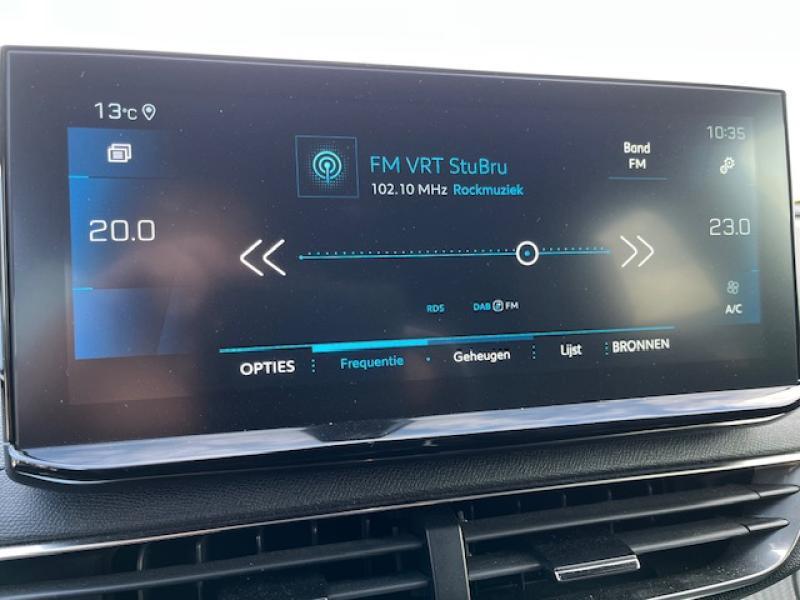 13°C
10:35
FM VRT StuBru
102.10 MHz Rockmuziek
Band
FM
20.0
23.0
RDS
DAB FM
A/C
OPTIES
Frequentie
Geheugen
Lijst
BRONNEN